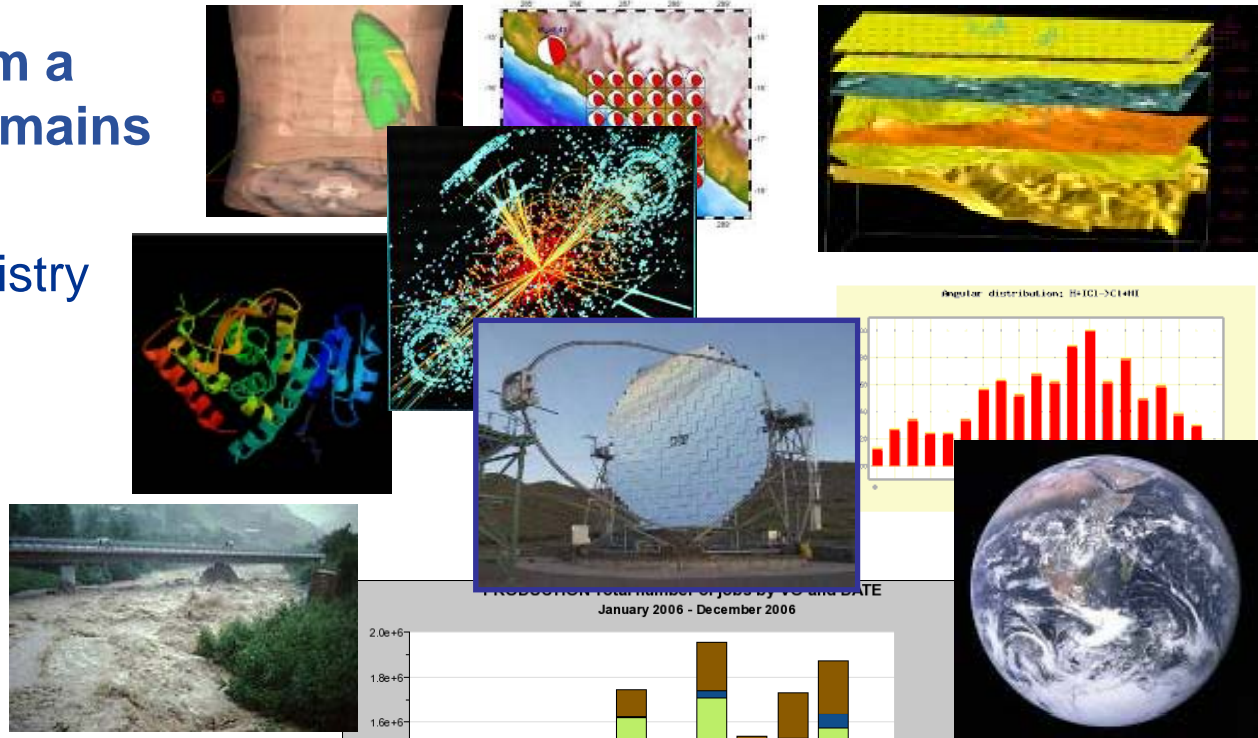 m a
mains
istry
Angular distribution: H+ICl->Cl+HI
PRODUCTION Total number of jobs by VO and DATE
January 2006 - December 2006
2.0e+6
1.8e+6
1.6e+6